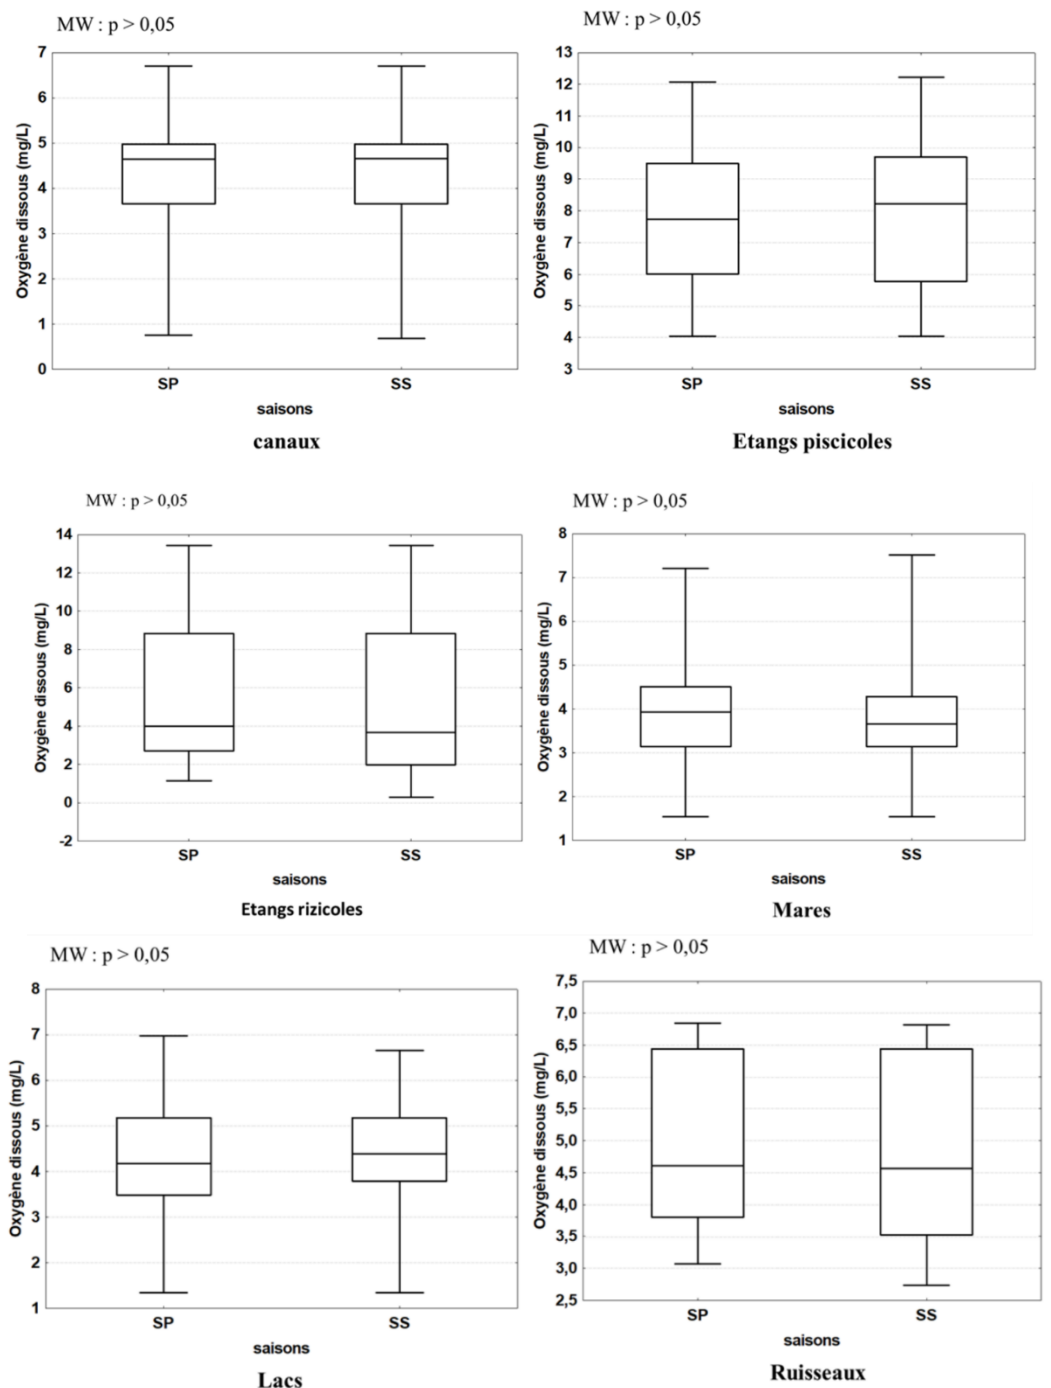 MW : p > 0,05
Oxygène dissous (mg/L)
7
6
5
4
3
2
1
0
SP
SS
saisons
canaux
MW : p > 0,05
Oxygène dissous (mg/L)
13
12
11
10
9
8
7
6
5
4
3
SP
SS
saisons
Etangs piscicoles
MW : p > 0,05
Oxygène dissous (mg/L)
14
12
10
8
6
4
2
0
-2
SP
SS
saisons
Etangs rizicoles
MW : p > 0,05
Oxygène dissous (mg/L)
8
7
6
5
4
3
2
1
SP
SS
saisons
Mares
MW : p > 0,05
Oxygène dissous (mg/L)
8
7
6
5
4
3
2
1
SP
SS
saisons
Lacs
MW : p > 0,05
Oxygène dissous (mg/L)
7,5
7,0
6,5
6,0
5,5
5,0
4,5
4,0
3,5
3,0
2,5
SP
SS
saisons
Ruisseaux